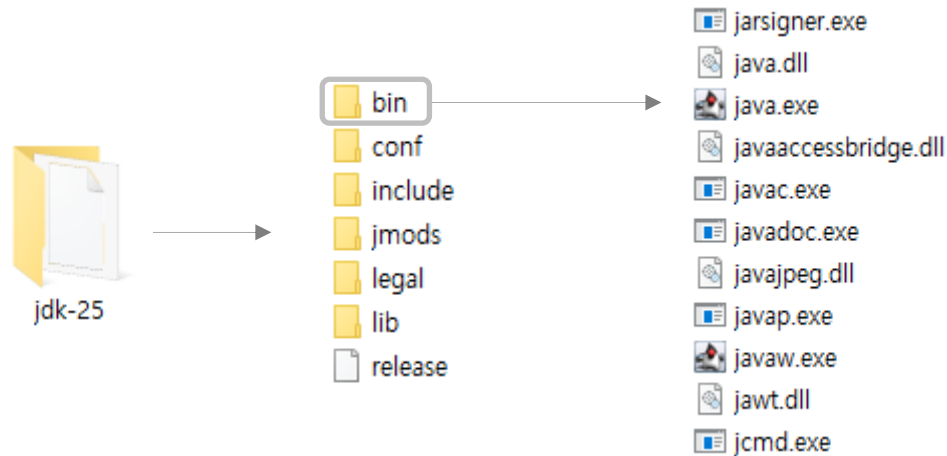 jdk-25
bin
conf
include
jmods
legal
lib
release
jarsigner.exe
java.dll
java.exe
javaaccessbridge.dll
javac.exe
javadoc.exe
javajpeg.dll
javap.exe
javaw.exe
jawt.dll
jcmd.exe